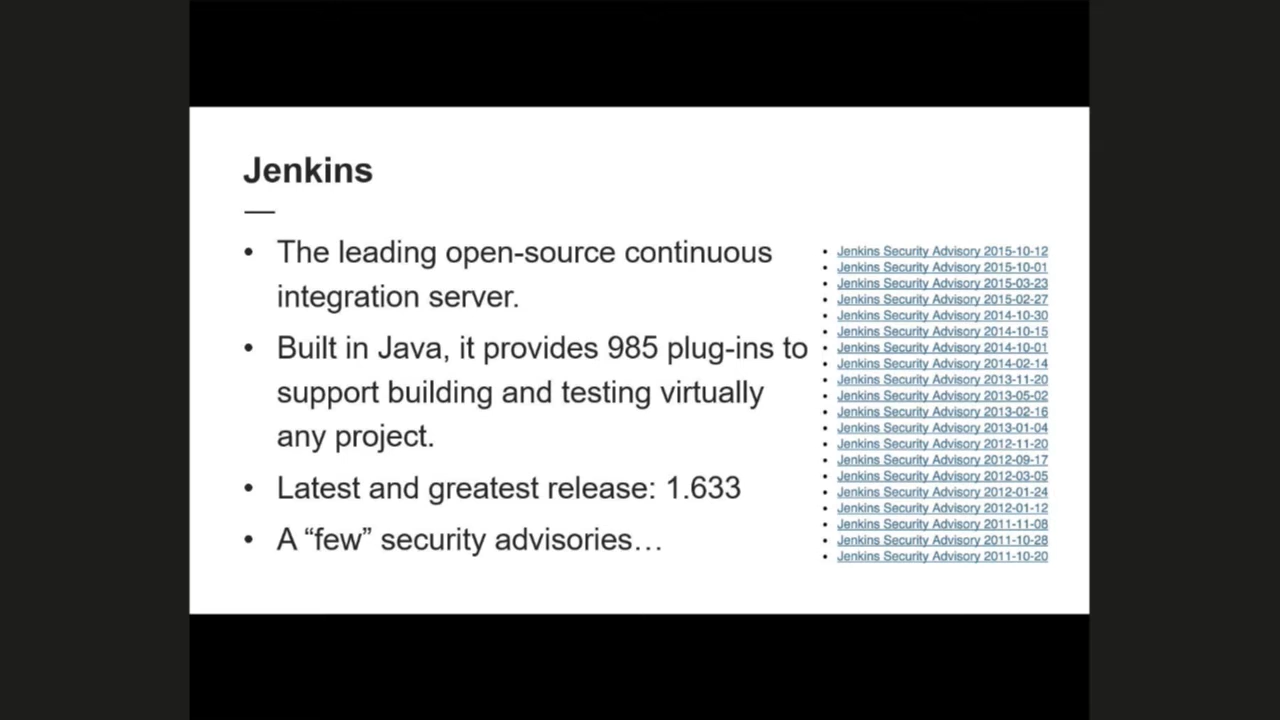 Jenkins
• The leading open-source continuous
integration server.
• Built in Java, it provides 985 plug-ins to
support building and testing virtually
any project.
• Latest and greatest release: 1.633
• A “few” security advisories…
• Jenkins Security Advisory 2015-10-12
• Jenkins Security Advisory 2015-10-01
• Jenkins Security Advisory 2015-03-23
• Jenkins Security Advisory 2015-02-27
• Jenkins Security Advisory 2014-10-30
• Jenkins Security Advisory 2014-10-15
• Jenkins Security Advisory 2014-10-01
• Jenkins Security Advisory 2014-02-14
• Jenkins Security Advisory 2013-11-20
• Jenkins Security Advisory 2013-05-02
• Jenkins Security Advisory 2013-02-16
• Jenkins Security Advisory 2013-01-04
• Jenkins Security Advisory 2012-11-20
• Jenkins Security Advisory 2012-09-17
• Jenkins Security Advisory 2012-03-05
• Jenkins Security Advisory 2012-01-24
• Jenkins Security Advisory 2012-01-12
• Jenkins Security Advisory 2011-11-08
• Jenkins Security Advisory 2011-10-28
• Jenkins Security Advisory 2011-10-20